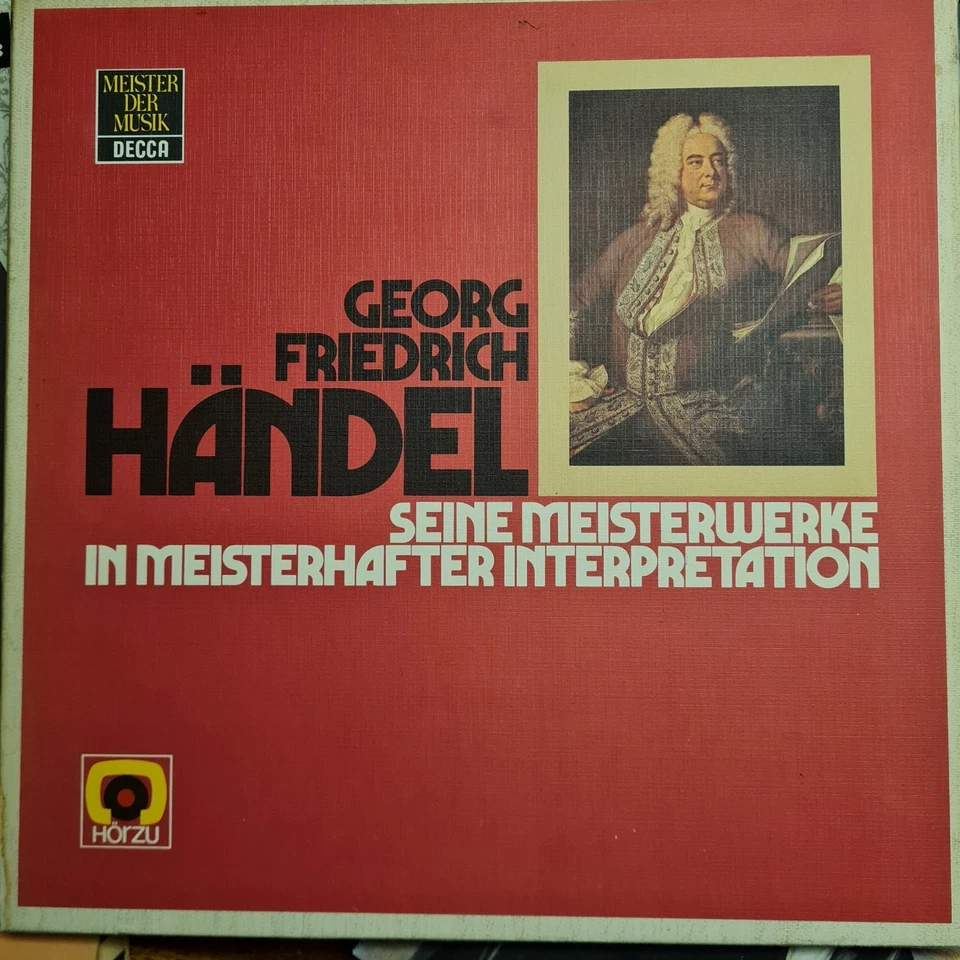 MEISTER
DER
MUSIK
DECCA
GEORG
FRIEDRICH
HÄNDEL
SEINE MEISTERWERKE
IN MEISTERHAFTER INTERPRETATION
HÖRZU